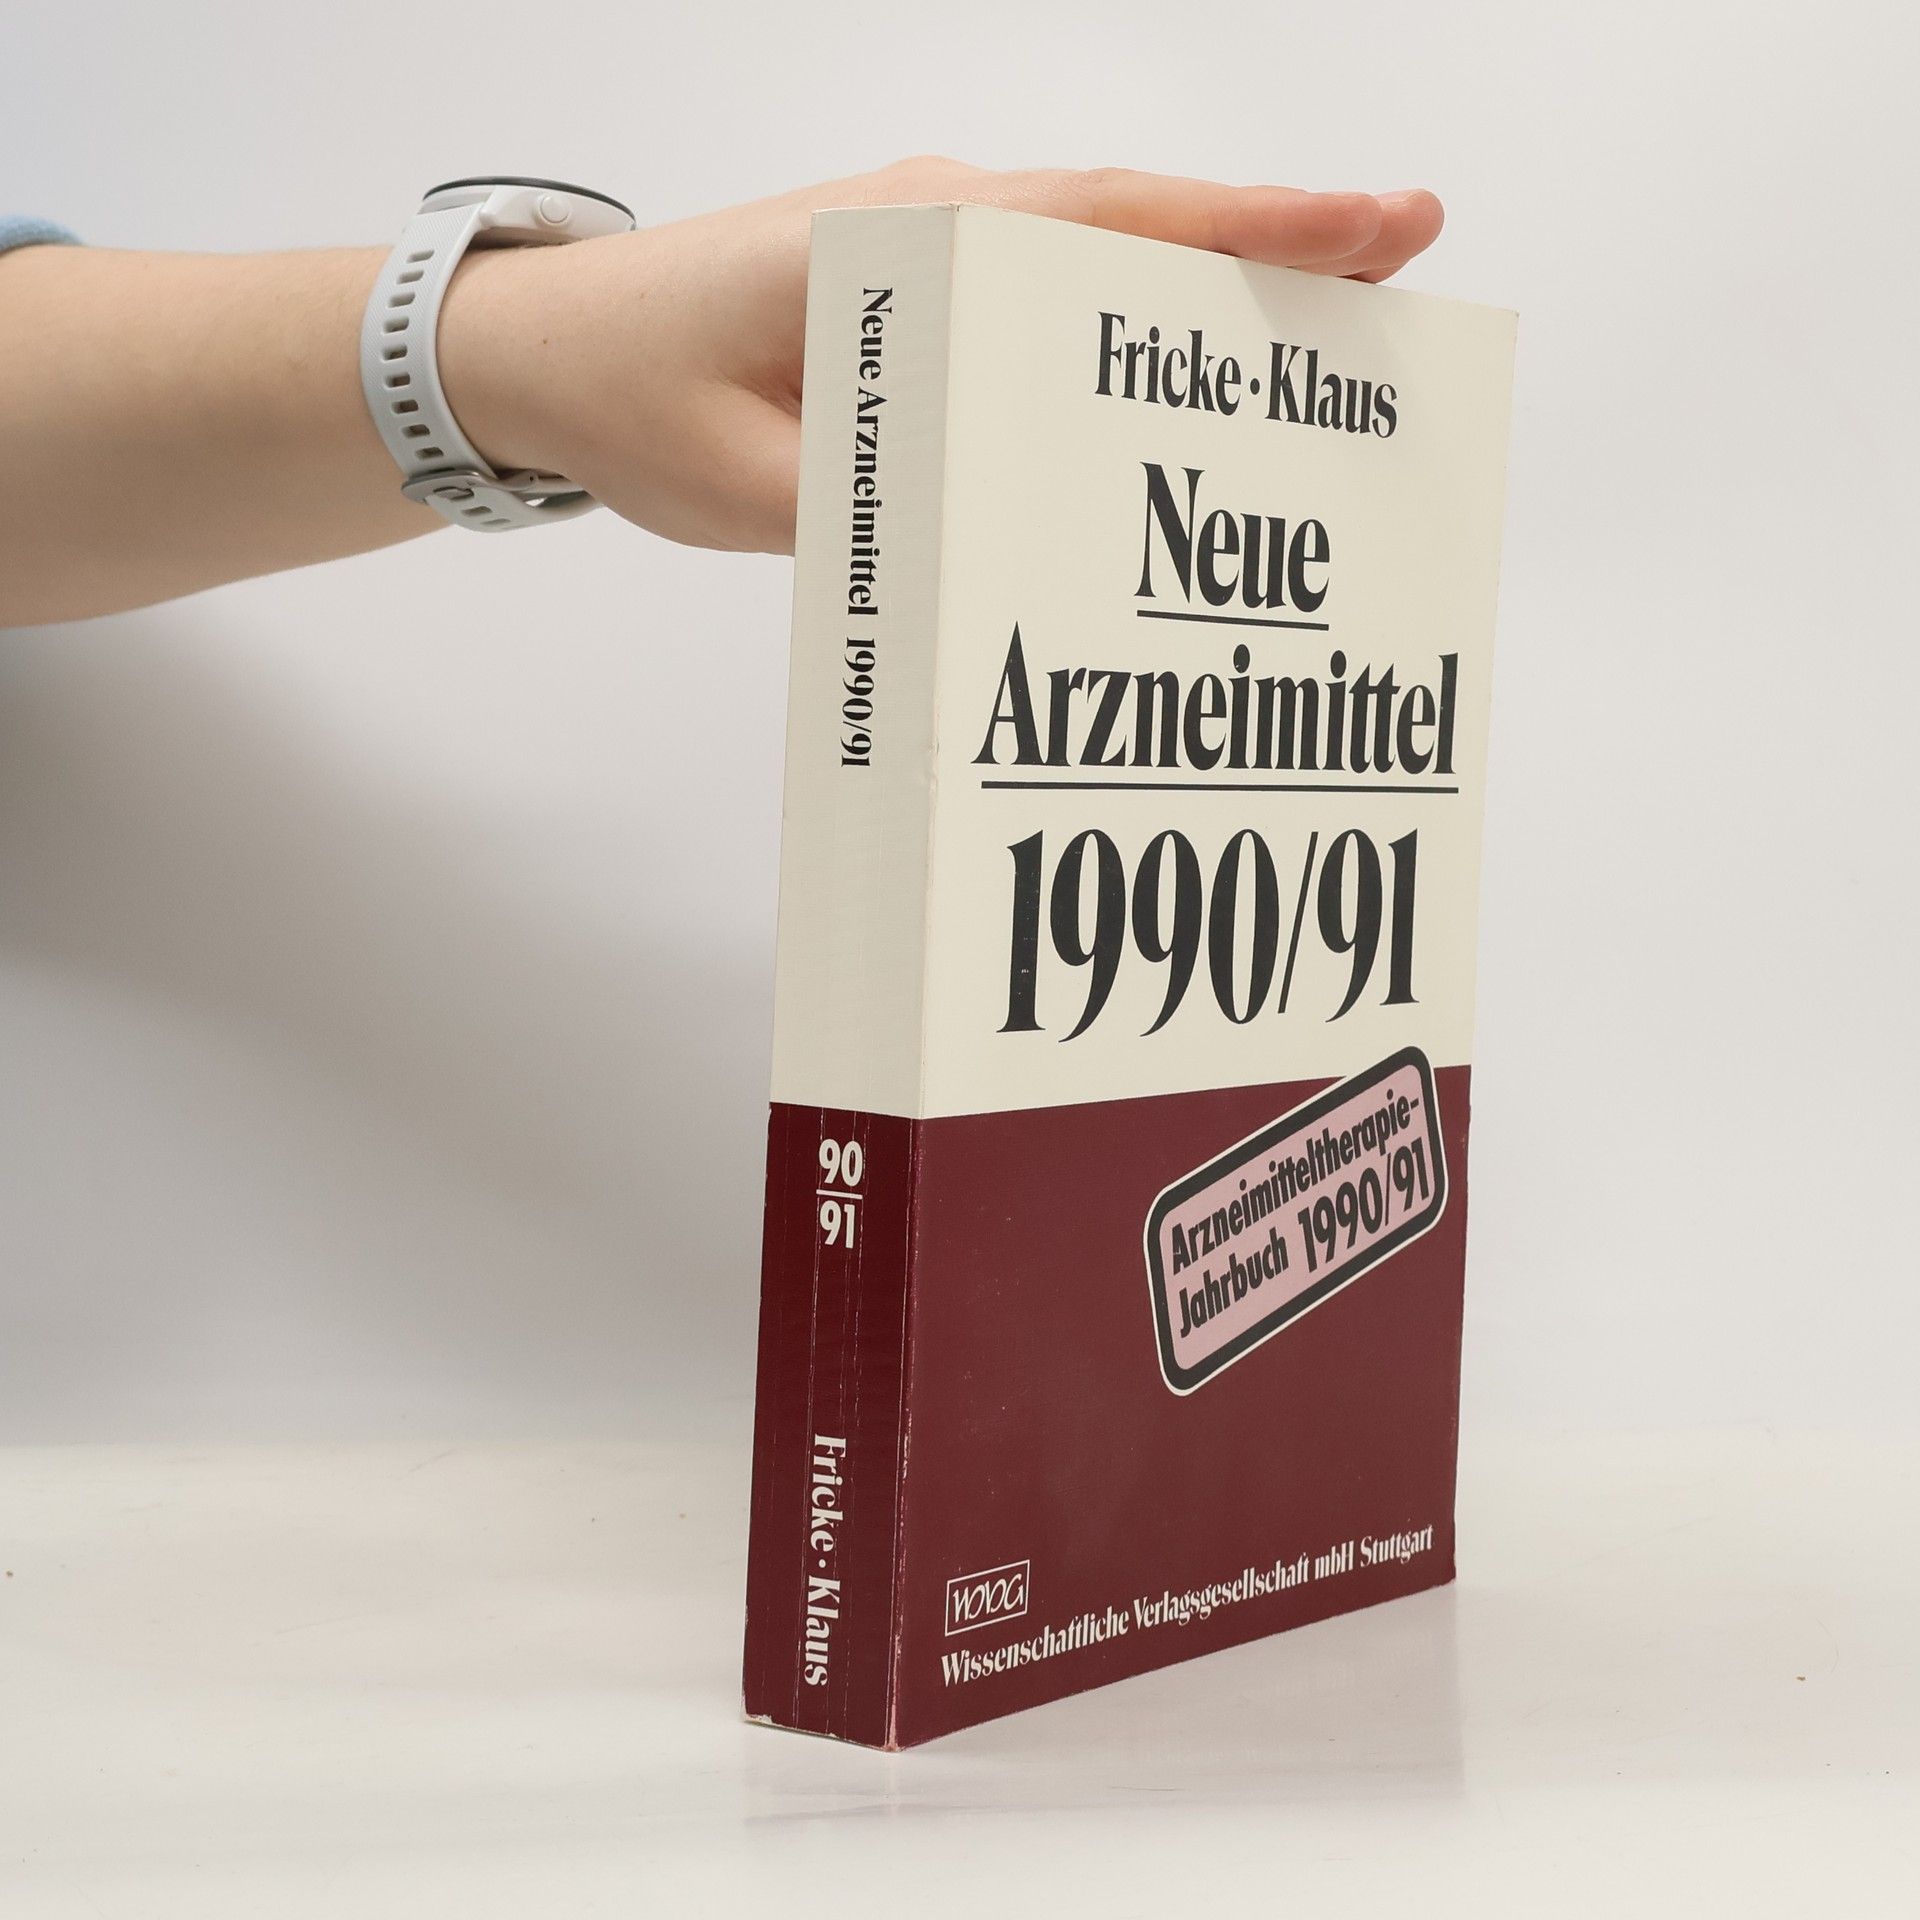 Neue Arzneimittel 1990/91
90
91
Fricke · Klaus
Fricke · Klaus
Neue
Arzneimittel
1990/91
Arzneimitteltherapie-
Jahrbuch 1990/91
WVG
Wissenschaftliche Verlagsgesellschaft mbH Stuttgart